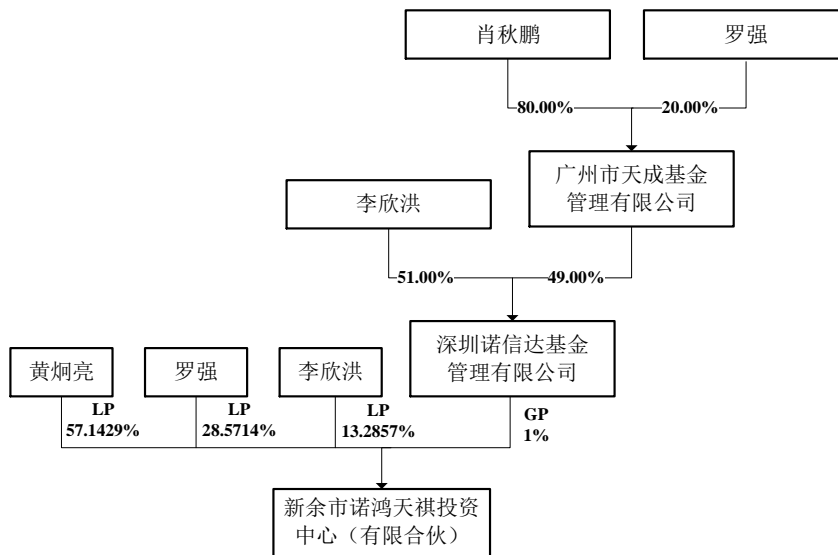 肖秋鹏
罗强
80.00%
20.00%
广州市天成基金
管理有限公司
李欣洪
51.00%
49.00%
深圳诺信达基金
管理有限公司
黄炯亮
罗强
李欣洪
LP
57.1429%
LP
28.5714%
LP
13.2857%
GP
1%
新余市诺鸿天祺投资
中心（有限合伙）